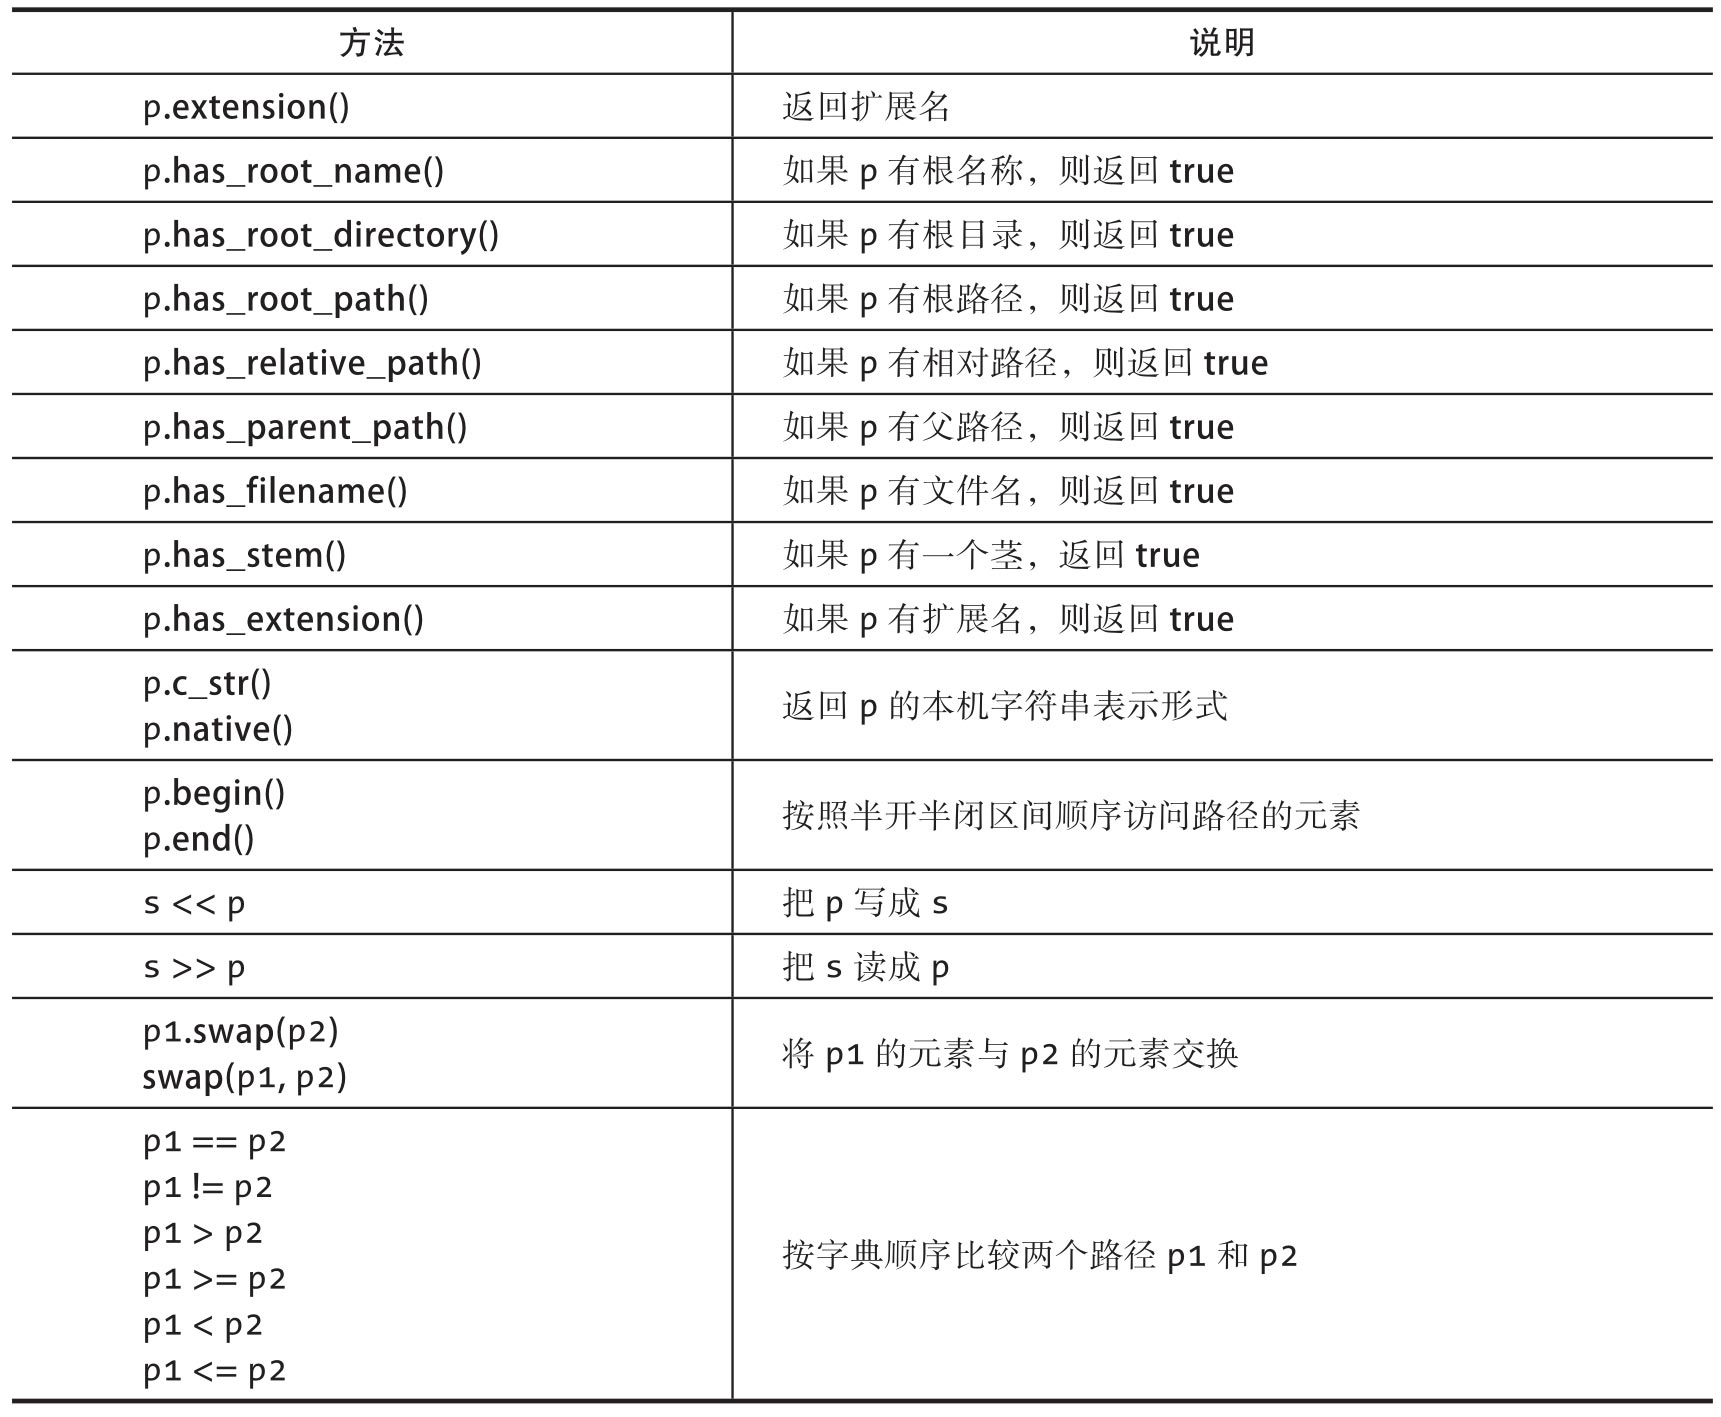 方法 说明
p.extension() 返回扩展名
p.has_root_name() 如果 p 有根名称，则返回 true
p.has_root_directory() 如果 p 有根目录，则返回 true
p.has_root_path() 如果 p 有根路径，则返回 true
p.has_relative_path() 如果 p 有相对路径，则返回 true
p.has_parent_path() 如果 p 有父路径，则返回 true
p.has_filename() 如果 p 有文件名，则返回 true
p.has_stem() 如果 p 有一个茎，返回 true
p.has_extension() 如果 p 有扩展名，则返回 true
p.c_str()
p.native()
返回 p 的本机字符串表示形式
p.begin()
p.end()
按照半开半闭区间顺序访问路径的元素
s << p 把 p 写成 s
s >> p 把 s 读成 p
p1.swap(p2)
swap(p1, p2)
将 p1 的元素与 p2 的元素交换
p1 == p2
p1 != p2
p1 > p2
p1 >= p2
p1 < p2
p1 <= p2
按字典顺序比较两个路径 p1 和 p2